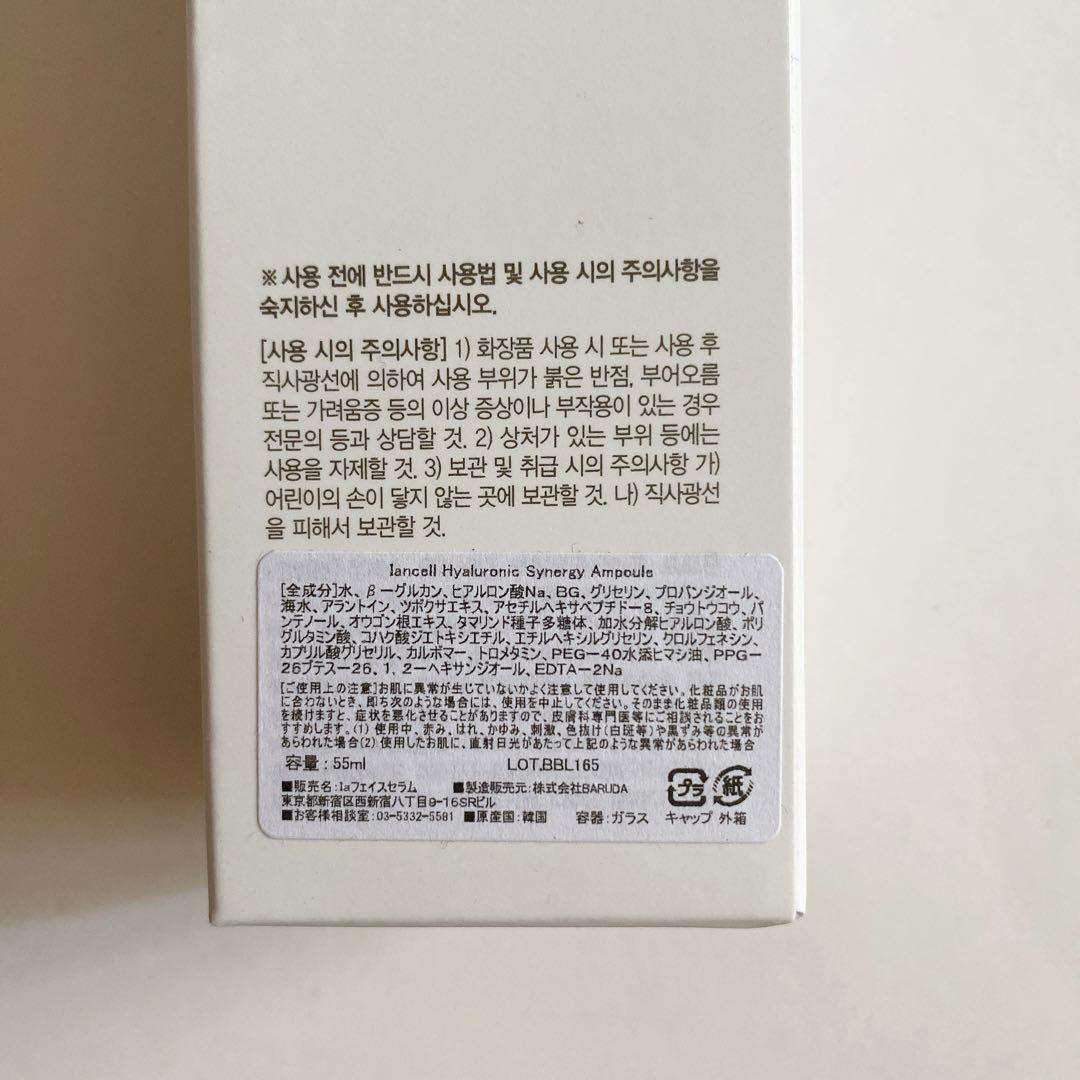 ※ 사용 전에 반드시 사용법 및 사용 시의 주의사항을
숙지하신 후 사용하십시오.
[사용 시의 주의사항] 1) 화장품 사용 시 또는 사용 후
직사광선에 의하여 사용 부위가 붉은 반점, 부어오름
또는 가려움증 등의 이상 증상이나 부작용이 있는 경우
전문의 등과 상담할 것. 2) 상처가 있는 부위 등에는
사용을 자제할 것. 3) 보관 및 취급 시의 주의사항 가)
어린이의 손이 닿지 않는 곳에 보관할 것. 나) 직사광선
을 피해서 보관할 것.
Iancell Hyaluronic Synergy Ampoule
[全成分]水、βーグルカン、ヒアルロン酸Na、BG、グリセリン、プロパンジオール、
海水、アラントイン、ツボクサエキス、アセチルヘキサペプチドー8、チョウトウコウ、パ
ンテノール、オウゴン根エキス、タマリンド種子多糖体、加水分解ヒアルロン酸、ポリ
グルタミン酸、コハク酸ジエトキシエチル、エチルヘキシルグリセリン、クロルフェネシン、
カプリル酸グリセリル、カルボマー、トロメタミン、PEGー40水添ヒマシ油、PPGー
26ブテスー26、1, 2ーヘキサンジオール、EDTAー2Na
[ご使用上の注意]お肌に異常が生じていないかよく注意して使用してください。化粧品がお肌
に合わないとき、即ち次のような場合には、使用を中止してください。そのまま化粧品類の使用
を続けますと、症状を悪化させることがありますので、皮膚科専門医等にご相談されることをお
すすめします。(1) 使用中、赤み、はれ、かゆみ、刺激、色抜け(白斑等)や黒ずみ等の異常が
あらわれた場合(2) 使用したお肌に、直射日光があたって上記のような異常があらわれた場合
容量：55ml LOT.BBL165
■販売名：Iaフェイスセラム ■製造販売元：株式会社BARUDA
東京都新宿区西新宿八丁目9-16SRビル
■お客様相談室：03-5332-5581 ■原産国：韓国 容器：ガラス キャップ 外箱
プラ 紙